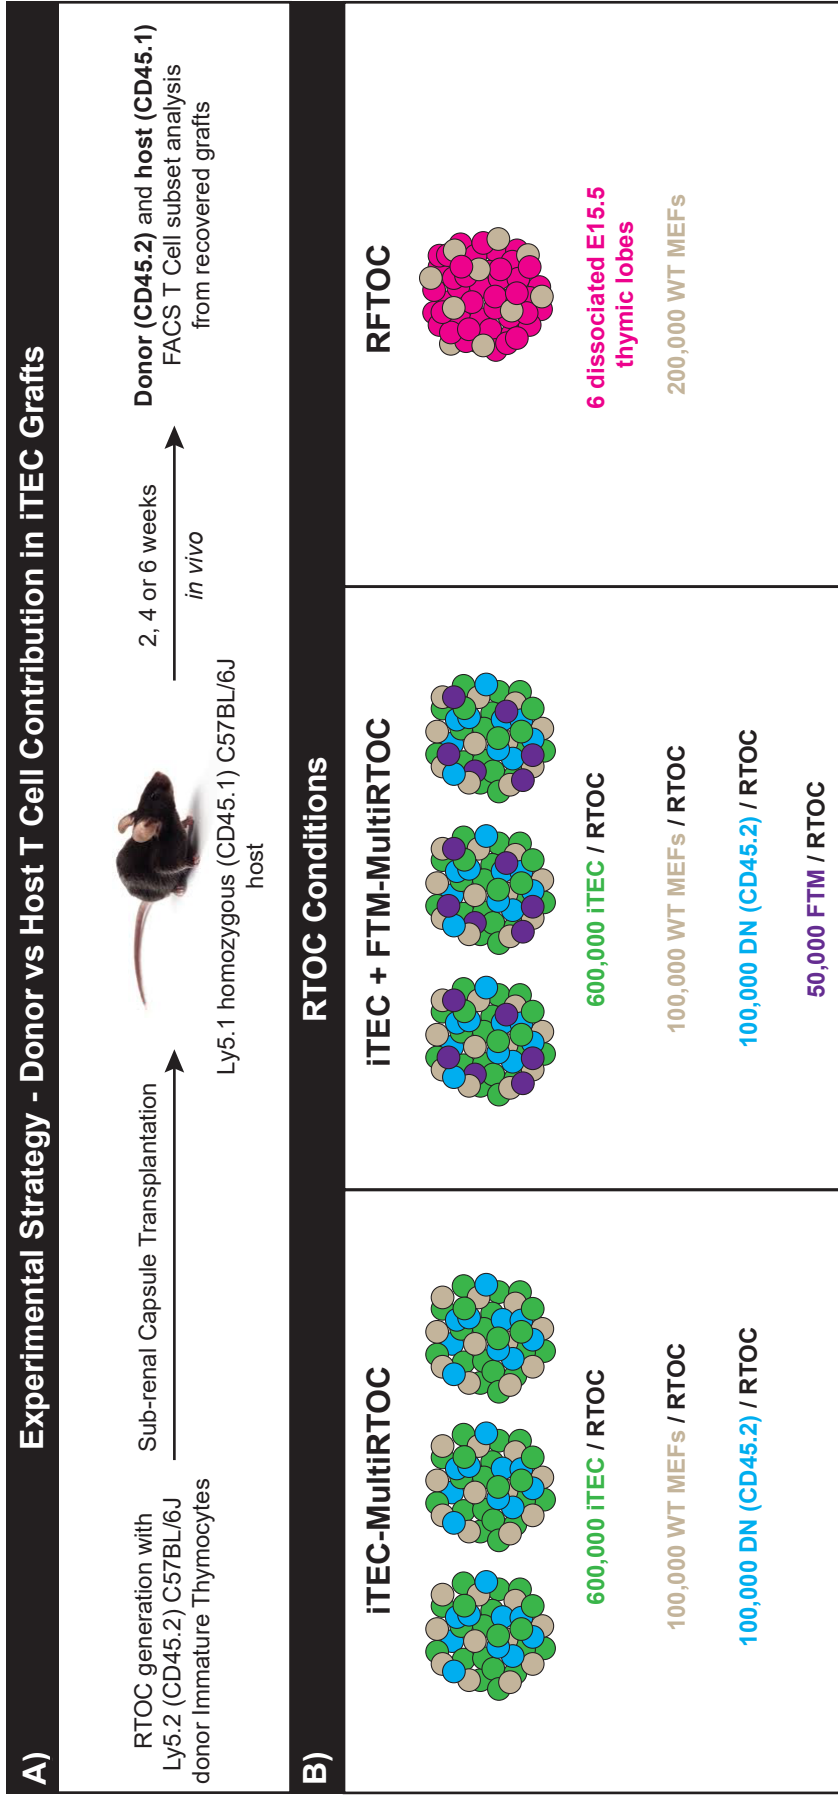 A)
Experimental Strategy - Donor vs Host T Cell Contribution in iTEC Grafts
RTOC generation with
Ly5.2 (CD45.2) C57BL/6J
donor Immature Thymocytes
Sub-renal Capsule Transplantation
Ly5.1 homozygous (CD45.1) C57BL/6J
host
2, 4 or 6 weeks
in vivo
Donor (CD45.2) and host (CD45.1)
FACS T Cell subset analysis
from recovered grafts
B)
RTOC Conditions
iTEC-MultiRTOC
600,000 iTEC / RTOC
100,000 WT MEFs / RTOC
100,000 DN (CD45.2) / RTOC
iTEC + FTM-MultiRTOC
600,000 iTEC / RTOC
100,000 WT MEFs / RTOC
100,000 DN (CD45.2) / RTOC
50,000 FTM / RTOC
RFTOC
6 dissociated E15.5
thymic lobes
200,000 WT MEFs